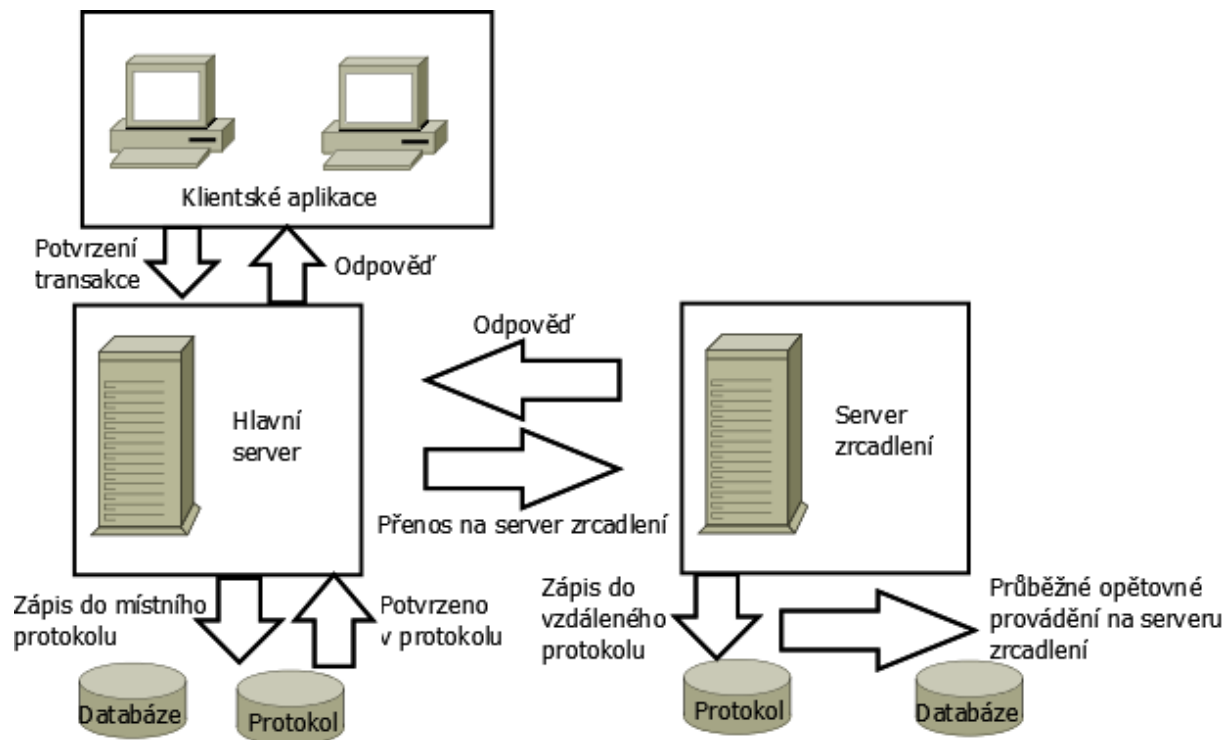 Klientské aplikace
Potvrzení
transakce
Odpověď
Odpověď
Hlavní
server
Server
zrcadlení
Přenos na server zrcadlení
Zápis do místního
protokolu
Potvrzeno
v protokolu
Zápis do
vzdáleného
protokolu
Průběžné opětovné
provádění na serveru
zrcadlení
Databáze
Protokol
Protokol
Databáze